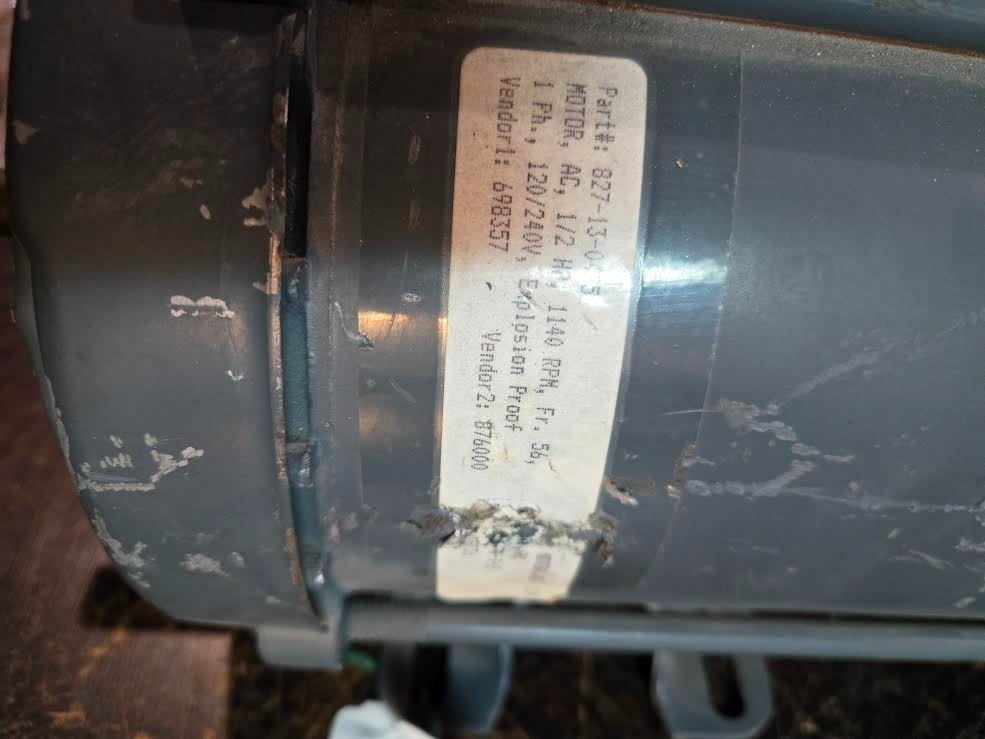 Part#: 827-13-0
MOTOR, AC, 1/2 HP, 1140 RPM, Fr. 56,
1 Ph., 120/240V, Explosion Proof
Vendor1: 698357 Vendor2: 876000